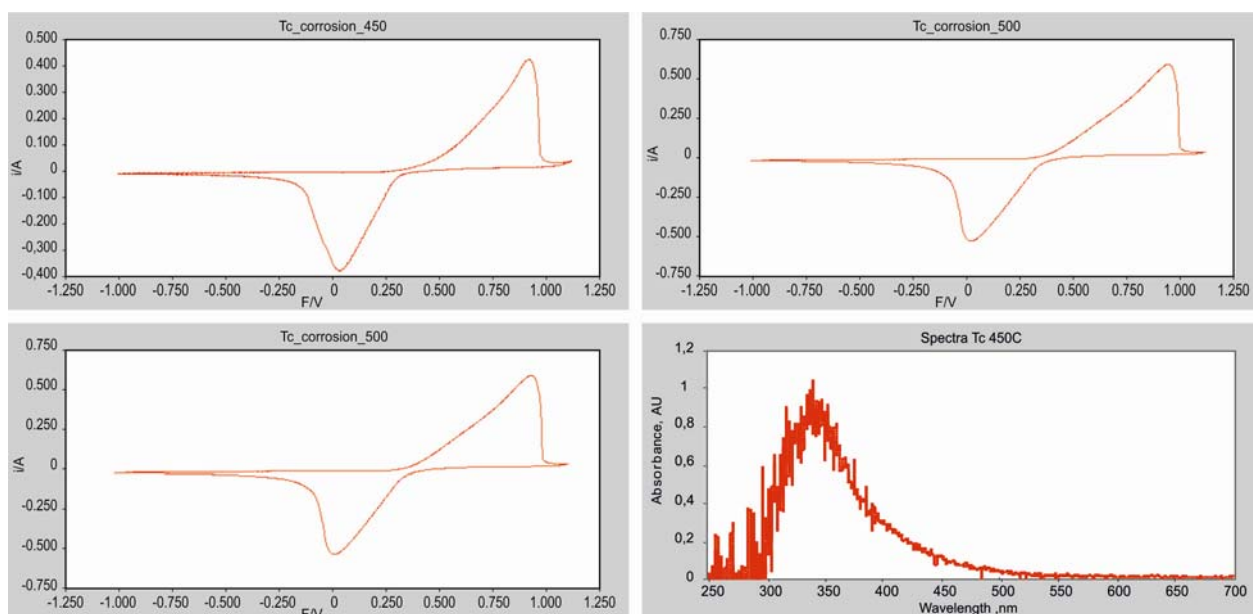 Tc_corrosion_450
0.500
0.400
0.300
0.200
0.100
0
-0.100
-0.200
-0.300
-0,400
i/A
-1.250 -1.000 -0.750 -0.500 -0.250 0 0.250 0.500 0.750 1.000 1.250
F/V
Tc_corrosion_500
0.750
0.500
0.250
0
-0.250
-0.500
-0.750
i/A
-1.250 -1.000 -0.750 -0.500 -0.250 0 0.250 0.500 0.750 1.000 1.250
F/V
Tc_corrosion_500
0.750
0.500
0.250
0
-0.250
-0.500
-0.750
i/A
-1.250 -1.000 -0.750 -0.500 -0.250 0 0.250 0.500 0.750 1.000 1.250
F/V
Spectra Tc 450C
1,2
1
0,8
0,6
0,4
0,2
0
Absorbance, AU
250 300 350 400 450 500 550 600 650 700
Wavelength ,nm